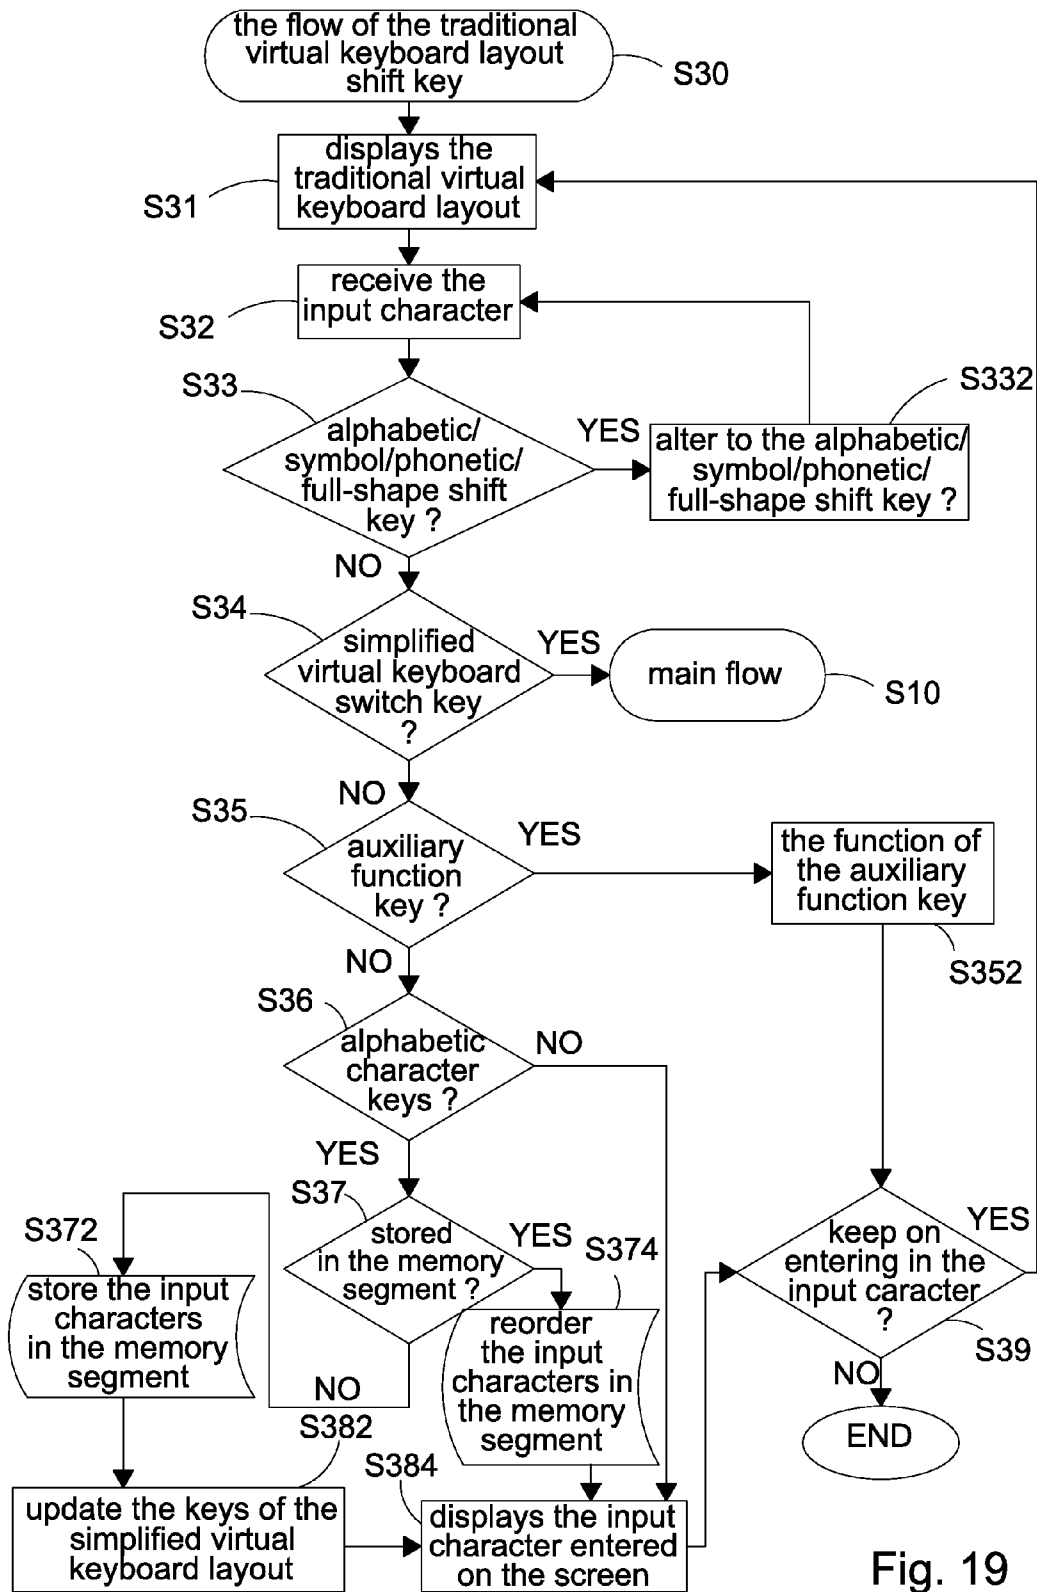 the flow of the traditional
virtual keyboard layout
shift key
S30
displays the
traditional virtual
keyboard layout
S31
receive the
input character
S32
S33
alphabetic/
symbol/phonetic/
full-shape shift
key ?
YES
S332
alter to the alphabetic/
symbol/phonetic/
full-shape shift key ?
NO
S34
simplified
virtual keyboard
switch key
?
YES
main flow
S10
NO
S35
auxiliary
function
key ?
YES
the function of
the auxiliary
function key
S352
NO
S36
alphabetic
character
keys ?
NO
YES
S37
stored
in the memory
segment ?
YES
S374
S372
store the input
characters
in the memory
segment
NO
reorder
the input
characters in
the memory
segment
keep on
entering in the
input caracter
?
YES
S39
NO
END
S382
update the keys of the
simplified virtual
keyboard layout
S384
displays the input
character entered
on the screen
Fig. 19